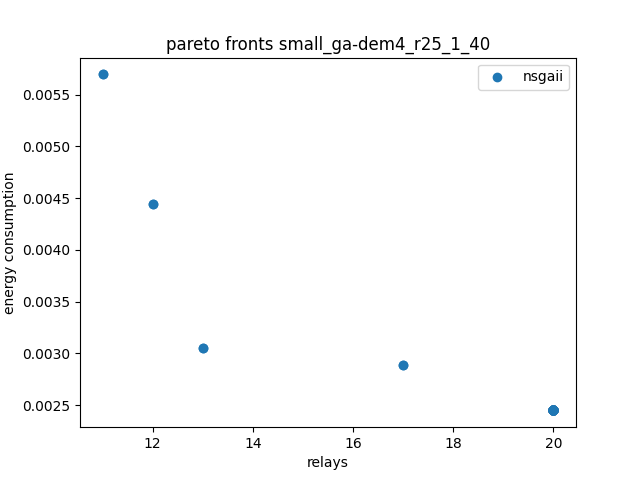 pareto fronts small_ga-dem4_r25_1_40
nsgaii
0.0055
0.0050
0.0045
0.0040
0.0035
0.0030
0.0025
energy consumption
12 14 16 18 20
relays